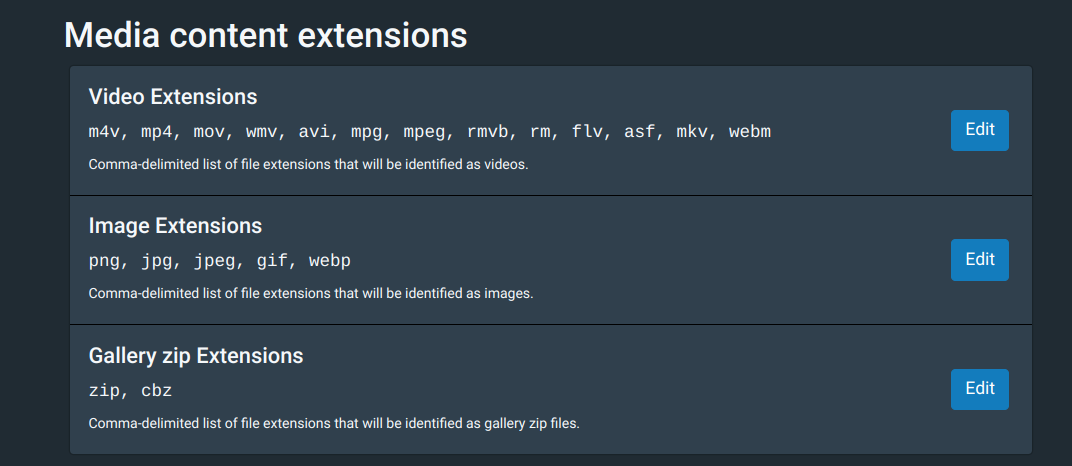 Media content extensions
Video Extensions
m4v, mp4, mov, wmv, avi, mpg, mpeg, rmvb, rm, flv, asf, mkv, webm
Edit
Comma-delimited list of file extensions that will be identified as videos.
Image Extensions
png, jpg, jpeg, gif, webp
Edit
Comma-delimited list of file extensions that will be identified as images.
Gallery zip Extensions
zip, cbz
Edit
Comma-delimited list of file extensions that will be identified as gallery zip files.